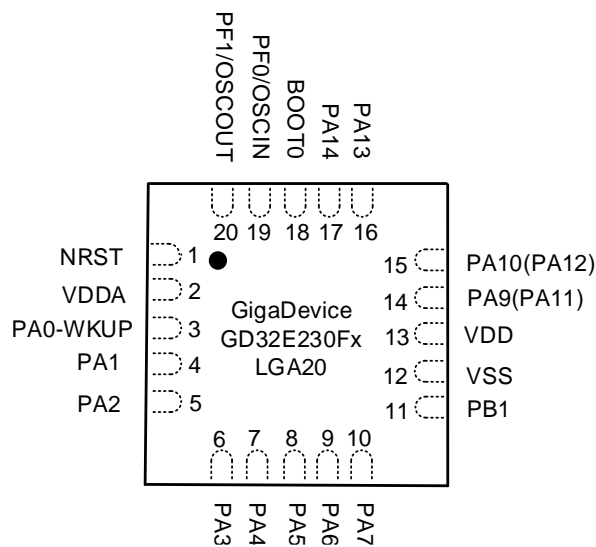 PF1/OSCOUT
PF0/OSCIN
BOOT0
PA14
PA13
20
19
18
17
16
NRST
1
VDDA
2
PA0-WKUP
3
PA1
4
PA2
5
GigaDevice
GD32E230Fx
LGA20
15
PA10(PA12)
14
PA9(PA11)
13
VDD
12
VSS
11
PB1
6
7
8
9
10
PA3
PA4
PA5
PA6
PA7